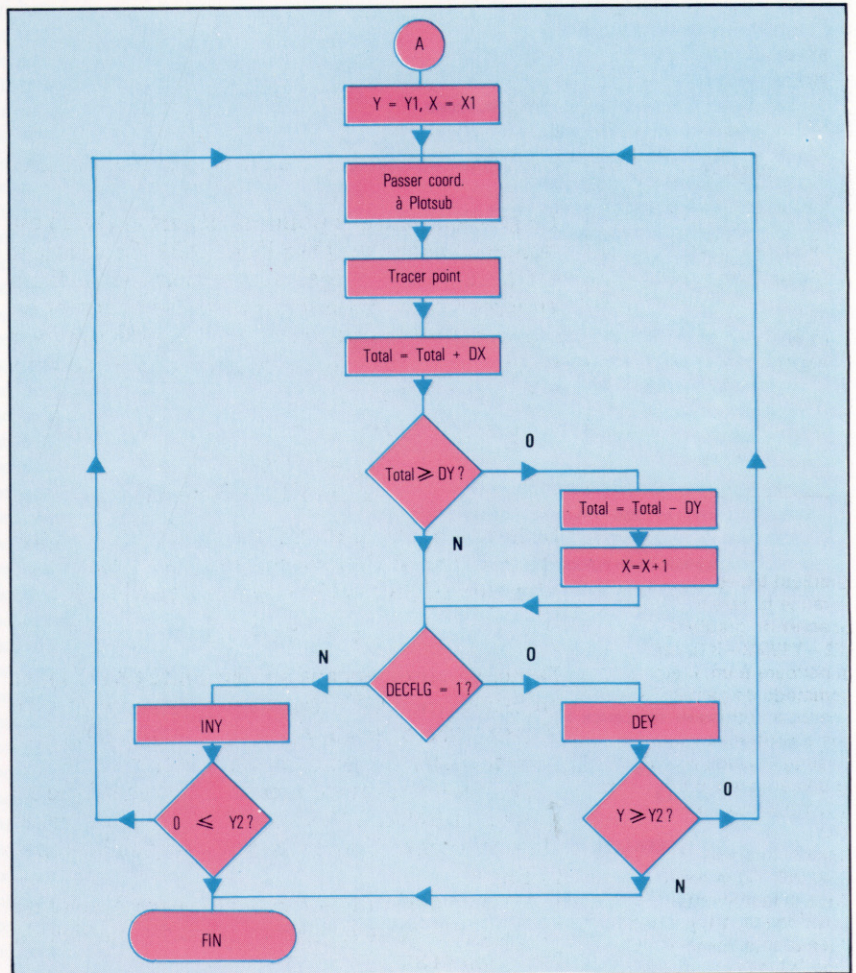 A
Y = Y1, X = X1
Passer coord.
à Plotsub
Tracer point
Total = Total + DX
Total ⩾ DY ?
O
Total = Total – DY
X=X+1
N
DECFLG = 1 ?
N
O
INY
DEY
0 ⩽ Y2 ?
Y ⩾ Y2 ?
O
N
FIN